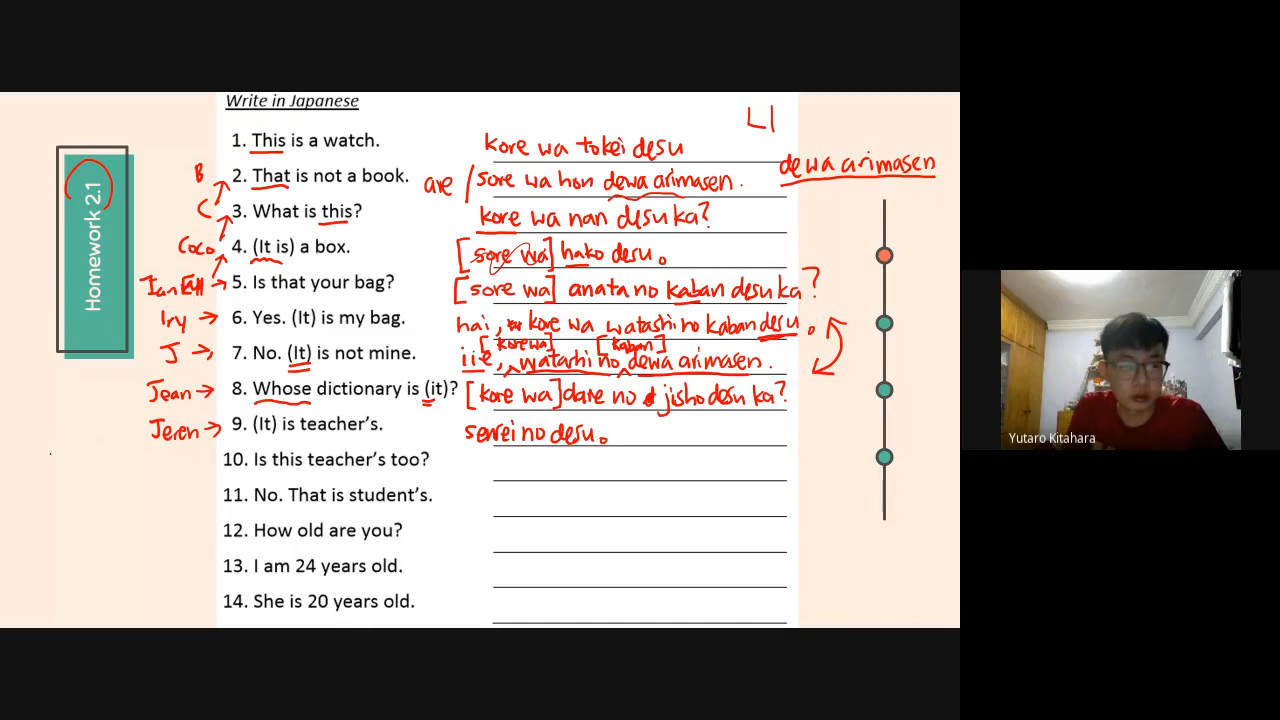 Homework 2.1
Write in Japanese
L1
1. This is a watch. kore wa tokei desu
dewa arimasen
B 2. That is not a book. are / sore wa hon dewa arimasen.
C 3. What is this? kore wa nan desu ka?
Coco 4. (It is) a box. [sore wa] hako desu.
Ian 5. Is that your bag? [sore wa] anata no kaban desu ka?
Iry 6. Yes. (It) is my bag. hai, kore wa watashi no kaban desu.
[kore wa] [kaban]
J 7. No. (It) is not mine. iie, watashi no dewa arimasen.
Jean 8. Whose dictionary is (it)? [kore wa] dare no jisho desu ka?
Jeren 9. (It) is teacher's. sensei no desu.
10. Is this teacher's too?
11. No. That is student's.
12. How old are you?
13. I am 24 years old.
14. She is 20 years old.
Yutaro Kitahara